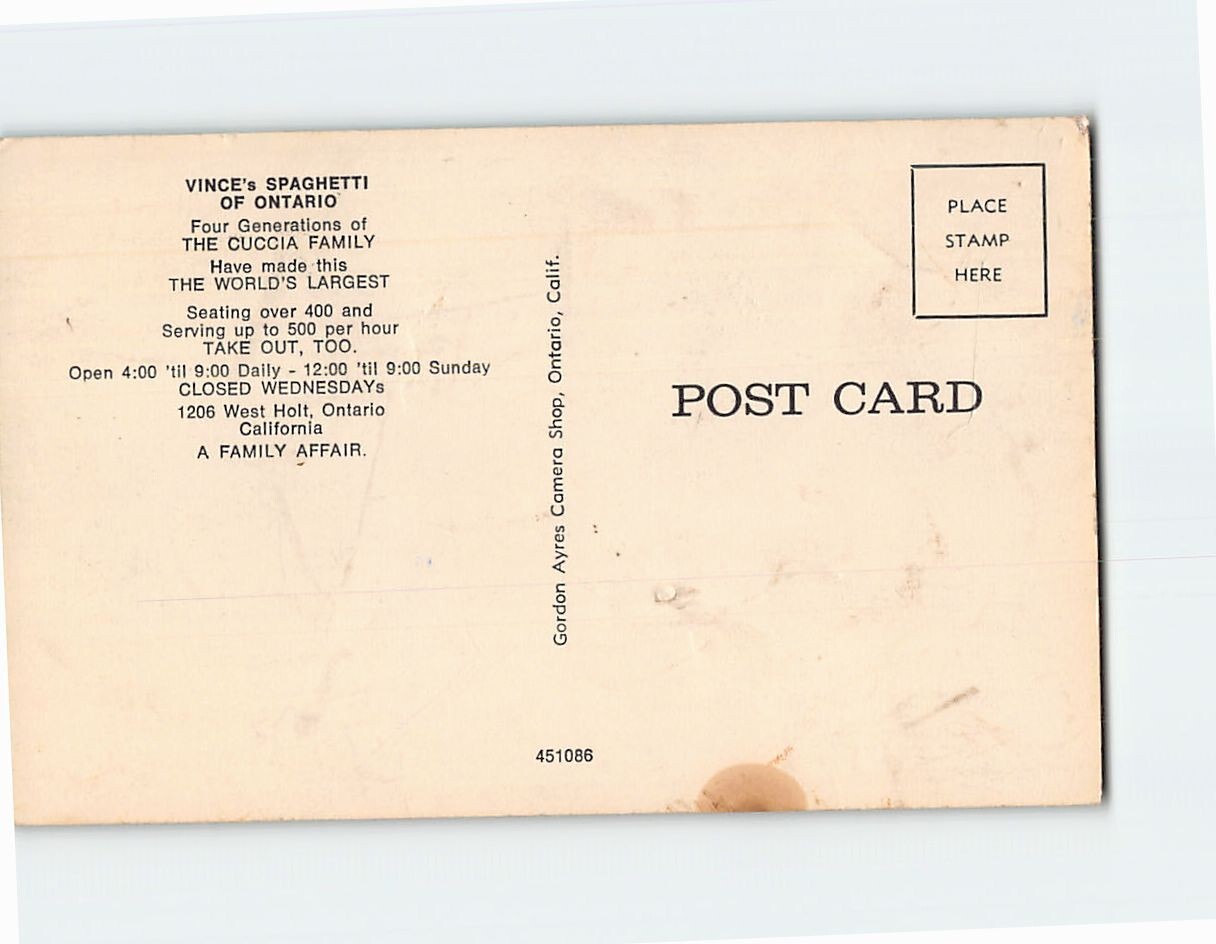 VINCE's SPAGHETTI
OF ONTARIO
Four Generations of
THE CUCCIA FAMILY
Have made this
THE WORLD'S LARGEST
Seating over 400 and
Serving up to 500 per hour
TAKE OUT, TOO.
Open 4:00 'til 9:00 Daily - 12:00 'til 9:00 Sunday
CLOSED WEDNESDAYs
1206 West Holt, Ontario
California
A FAMILY AFFAIR.
Gordon Ayres Camera Shop, Ontario, Calif.
451086
PLACE
STAMP
HERE
POST CARD